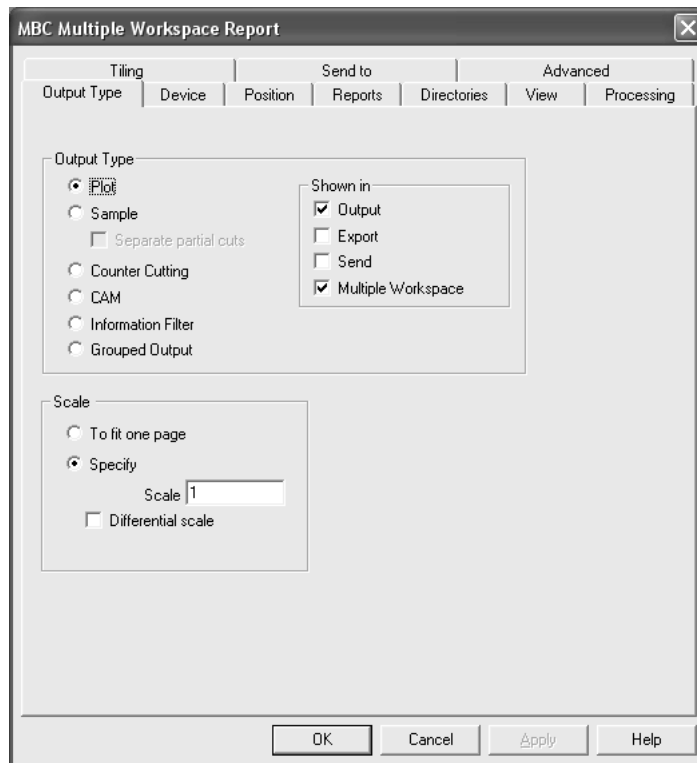 MBC Multiple Workspace Report
Tiling Send to Advanced
Output Type Device Position Reports Directories View Processing
Output Type
Plot
Sample
Separate partial cuts
Counter Cutting
CAM
Information Filter
Grouped Output
Shown in
Output
Export
Send
Multiple Workspace
Scale
To fit one page
Specify
Scale 1
Differential scale
OK Cancel Apply Help